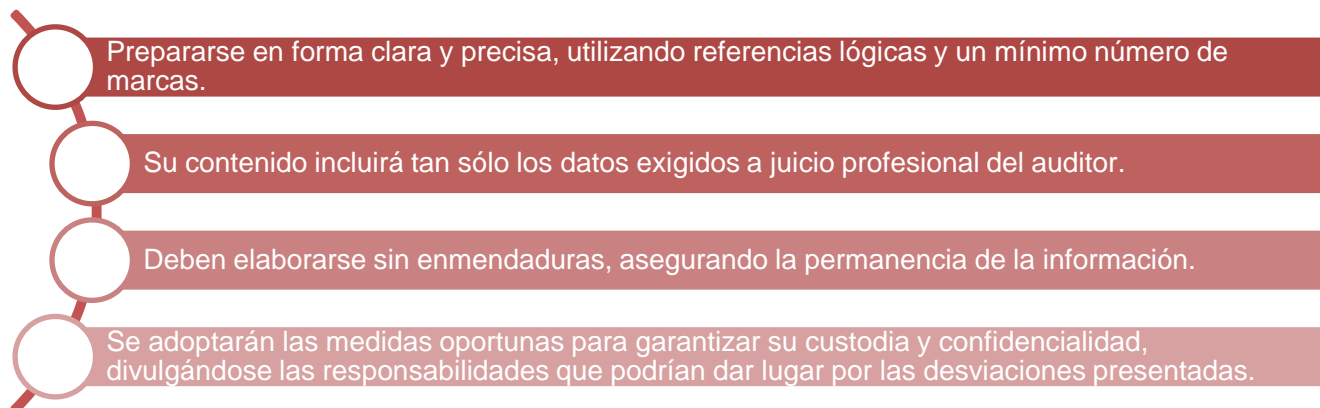 Prepararse en forma clara y precisa, utilizando referencias lógicas y un mínimo número de
marcas.
Su contenido incluirá tan sólo los datos exigidos a juicio profesional del auditor.
Deben elaborarse sin enmendaduras, asegurando la permanencia de la información.
Se adoptarán las medidas oportunas para garantizar su custodia y confidencialidad,
divulgándose las responsabilidades que podrían dar lugar por las desviaciones presentadas.